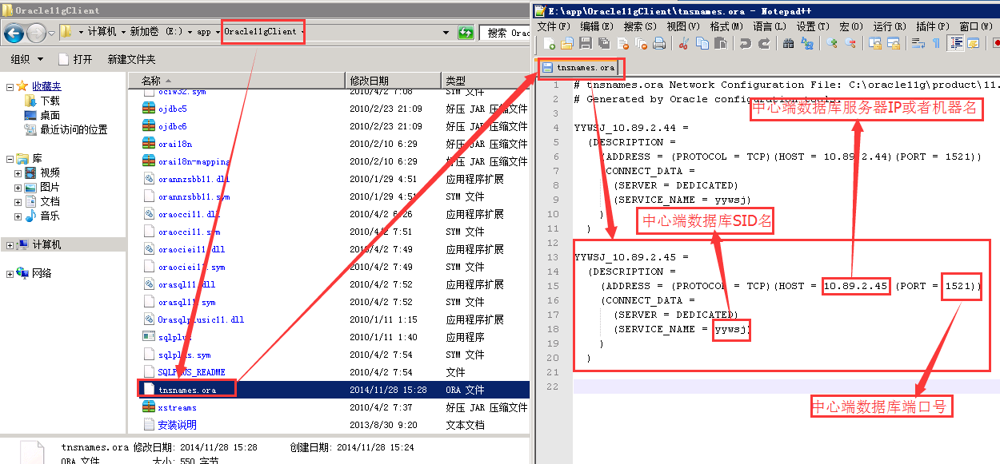 Oracle11gClient
计算机 新加卷 (E:) app Oracle11gClient
搜索 Orac
组织 打开 新建文件夹
收藏夹
下载
桌面
最近访问的位置
库
视频
图片
文档
音乐
计算机
网络
名称 修改日期 类型
ociw32.sym 2010/4/2 7:08 SYM 文件
ojdbc5 2010/2/23 21:09 好压 JAR 压缩文件
ojdbc6 2010/2/23 21:09 好压 JAR 压缩文件
orai18n 2010/2/10 6:29 好压 JAR 压缩文件
orai18n-mapping 2010/2/10 6:29 好压 JAR 压缩文件
orannzsbb11.dll 2010/1/29 4:51 应用程序扩展
orannzsbb11.sym 2010/1/29 4:51 SYM 文件
oraocci11.dll 2010/4/2 6:26 应用程序扩展
oraocci11.sym 2010/4/2 7:51 SYM 文件
oraociei11.dll 2010/4/2 7:49 应用程序扩展
oraociei11.sym 2010/4/2 7:49 SYM 文件
orasql11.dll 2010/4/2 7:52 应用程序扩展
orasql11.sym 2010/4/2 7:52 SYM 文件
Orasqlplusic11.dll 2010/1/11 1:15 应用程序扩展
sqlplus 2010/1/11 1:40 应用程序
sqlplus.sym 2010/4/2 7:54 SYM 文件
SQLPLUS_README 2010/4/2 7:54 文件
tnsnames.ora 2014/11/28 15:28 ORA 文件
xstreams 2010/4/2 7:37 好压 JAR 压缩文件
安装说明 2013/8/30 9:20 文本文档
tnsnames.ora 修改日期: 2014/11/28 15:28 创建日期: 2014/11/28 15:24
ORA 文件 大小: 550 字节
E:\app\Oracle11gClient\tnsnames.ora - Notepad++
文件(F) 编辑(E) 搜索(S) 视图(V) 格式(M) 语言(L) 设置(T) 宏(O) 运行(R) 插件(P) 窗口(W)
tnsnames.ora
1 # tnsnames.ora Network Configuration File: C:\oracle11g\product\11.
2 # Generated by Oracle configuration tools.
中心端数据库服务器IP或者机器名
3
4 YYWSJ_10.89.2.44 =
5 (DESCRIPTION =
6 (ADDRESS = (PROTOCOL = TCP)(HOST = 10.89.2.44)(PORT = 1521))
7 (CONNECT_DATA =
8 (SERVER = DEDICATED)
9 (SERVICE_NAME = yywsj)
10 )
中心端数据库SID名
11 )
12
13 YYWSJ_10.89.2.45 =
14 (DESCRIPTION =
15 (ADDRESS = (PROTOCOL = TCP)(HOST = 10.89.2.45)(PORT = 1521))
16 (CONNECT_DATA =
17 (SERVER = DEDICATED)
18 (SERVICE_NAME = yywsj)
19 )
20 )
21
22
中心端数据库端口号